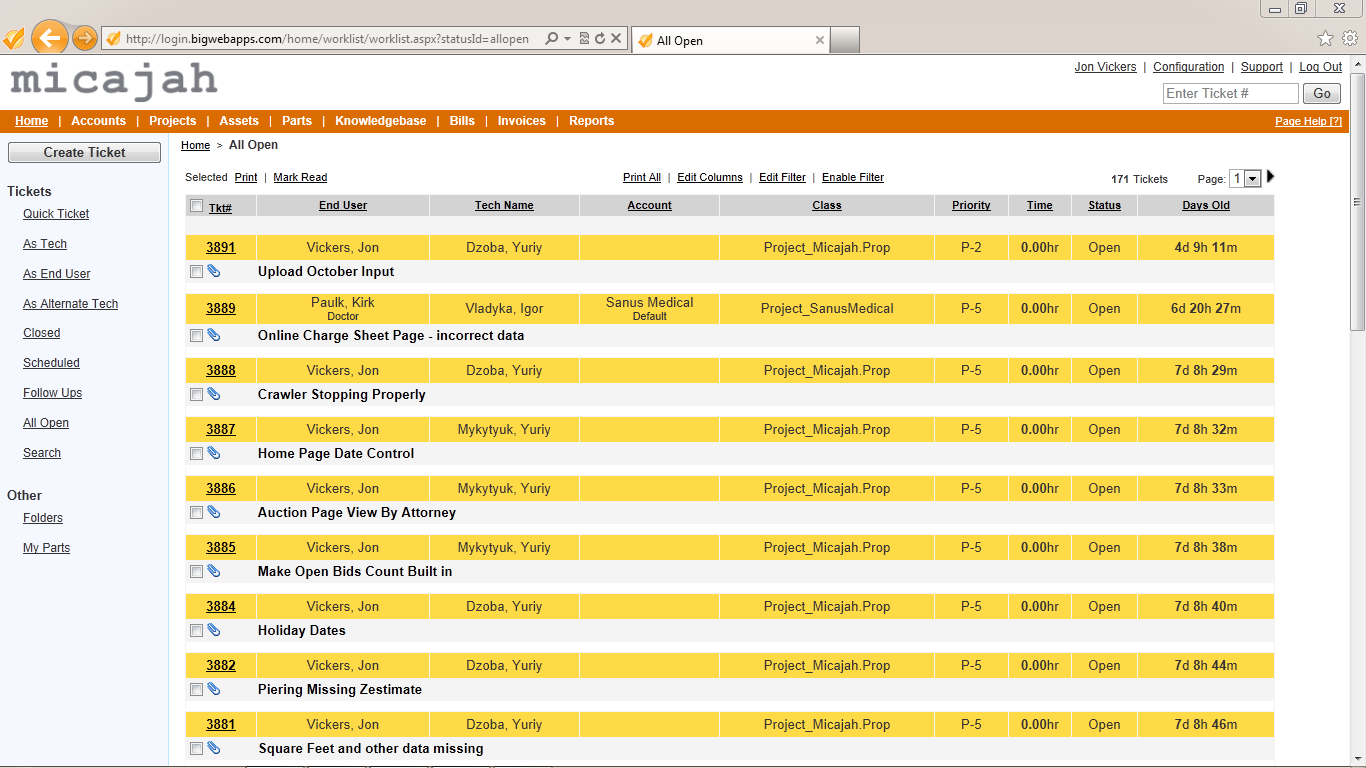 http://login.bigwebapps.com/home/worklist/worklist.aspx?statusId=allopen All Open
micajah
Jon Vickers | Configuration | Support | Log Out
Enter Ticket # Go
Home | Accounts | Projects | Assets | Parts | Knowledgebase | Bills | Invoices | Reports Page Help [?]
Create Ticket
Tickets
Quick Ticket
As Tech
As End User
As Alternate Tech
Closed
Scheduled
Follow Ups
All Open
Search
Other
Folders
My Parts
Home > All Open
Selected Print | Mark Read Print All | Edit Columns | Edit Filter | Enable Filter 171 Tickets Page: 1
Tkt# End User Tech Name Account Class Priority Time Status Days Old
3891 Vickers, Jon Dzoba, Yuriy Project_Micajah.Prop P-2 0.00hr Open 4d 9h 11m
Upload October Input
3889 Paulk, Kirk Doctor Vladyka, Igor Sanus Medical Default Project_SanusMedical P-5 0.00hr Open 6d 20h 27m
Online Charge Sheet Page - incorrect data
3888 Vickers, Jon Dzoba, Yuriy Project_Micajah.Prop P-5 0.00hr Open 7d 8h 29m
Crawler Stopping Properly
3887 Vickers, Jon Mykytyuk, Yuriy Project_Micajah.Prop P-5 0.00hr Open 7d 8h 32m
Home Page Date Control
3886 Vickers, Jon Mykytyuk, Yuriy Project_Micajah.Prop P-5 0.00hr Open 7d 8h 33m
Auction Page View By Attorney
3885 Vickers, Jon Mykytyuk, Yuriy Project_Micajah.Prop P-5 0.00hr Open 7d 8h 38m
Make Open Bids Count Built in
3884 Vickers, Jon Dzoba, Yuriy Project_Micajah.Prop P-5 0.00hr Open 7d 8h 40m
Holiday Dates
3882 Vickers, Jon Dzoba, Yuriy Project_Micajah.Prop P-5 0.00hr Open 7d 8h 44m
Piering Missing Zestimate
3881 Vickers, Jon Dzoba, Yuriy Project_Micajah.Prop P-5 0.00hr Open 7d 8h 46m
Square Feet and other data missing